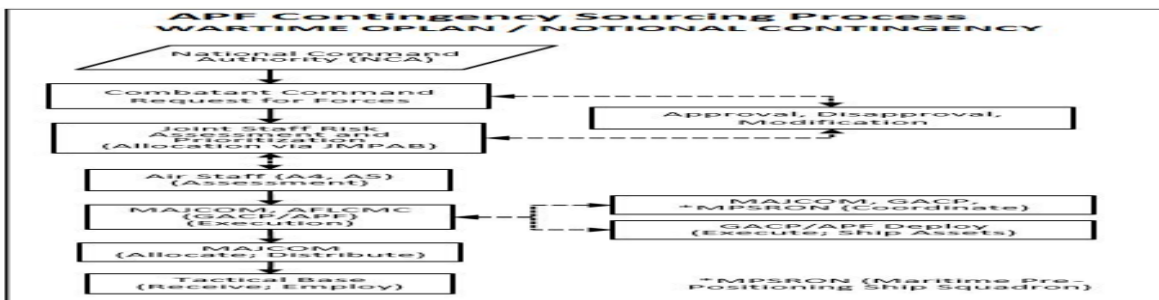 APF Contingency Sourcing Process
WARTIME OPLAN / NOTIONAL CONTINGENCY
National Command
Authority (NCA)
Combatant Command
Request for Forces
Approval, Disapproval,
Modification
Joint Staff Risk
Assessment and
Prioritization
(Allocation via JMPAB)
Air Staff (A4, A5)
(Assessment)
MAJCOM, AFLCMC
(GACP/APF)
(Execution)
MAJCOM, GACP,
*MPSRON (Coordinate)
GACP/APF Deploy
(Execute; Ship Assets)
MAJCOM
(Allocate; Distribute)
Tactical Base
(Receive; Employ)
*MPSRON (Maritime Pre-
Positioning Ship Squadron)